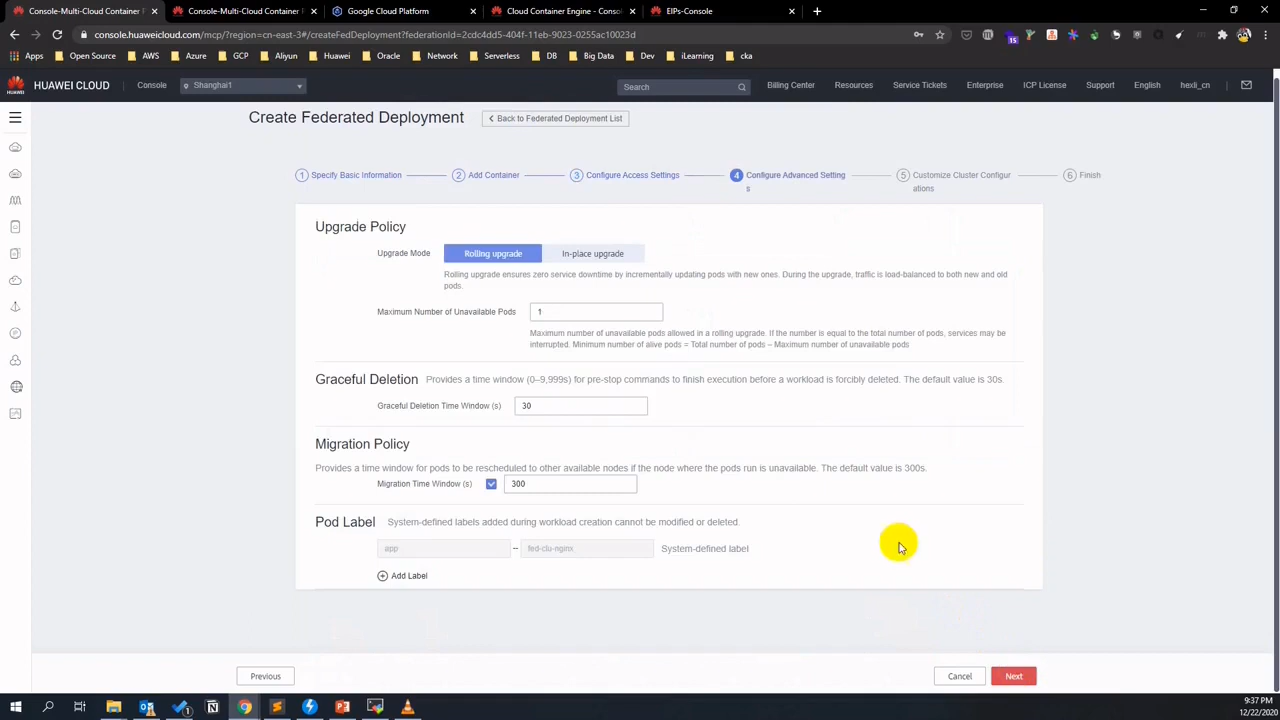 Console-Multi-Cloud Container P
Console-Multi-Cloud Container F
Google Cloud Platform
Cloud Container Engine - Conso
EIPs-Console
console.huaweicloud.com/mcp/?region=cn-east-3#/createFedDeployment?federationId=2cdc4dd5-404f-11eb-9023-0255ac10023d
15
Apps
Open Source
AWS
Azure
GCP
Aliyun
Huawei
Oracle
Network
Serverless
DB
Big Data
Dev
iLearning
cka
HUAWEI CLOUD
Console
Shanghai1
Search
Billing Center
Resources
Service Tickets
Enterprise
ICP License
Support
English
hexli_cn
Create Federated Deployment
Back to Federated Deployment List
1 Specify Basic Information
2 Add Container
3 Configure Access Settings
4 Configure Advanced Setting
s
5 Customize Cluster Configur
ations
6 Finish
Upgrade Policy
Upgrade Mode
Rolling upgrade
In-place upgrade
Rolling upgrade ensures zero service downtime by incrementally updating pods with new ones. During the upgrade, traffic is load-balanced to both new and old
pods.
Maximum Number of Unavailable Pods
1
Maximum number of unavailable pods allowed in a rolling upgrade. If the number is equal to the total number of pods, services may be
interrupted. Minimum number of alive pods = Total number of pods – Maximum number of unavailable pods
Graceful Deletion
Provides a time window (0–9,999s) for pre-stop commands to finish execution before a workload is forcibly deleted. The default value is 30s.
Graceful Deletion Time Window (s)
30
Migration Policy
Provides a time window for pods to be rescheduled to other available nodes if the node where the pods run is unavailable. The default value is 300s.
Migration Time Window (s)
300
Pod Label
System-defined labels added during workload creation cannot be modified or deleted.
app
--
fed-clu-nginx
System-defined label
Add Label
Previous
Cancel
Next
9:37 PM
12/22/2020